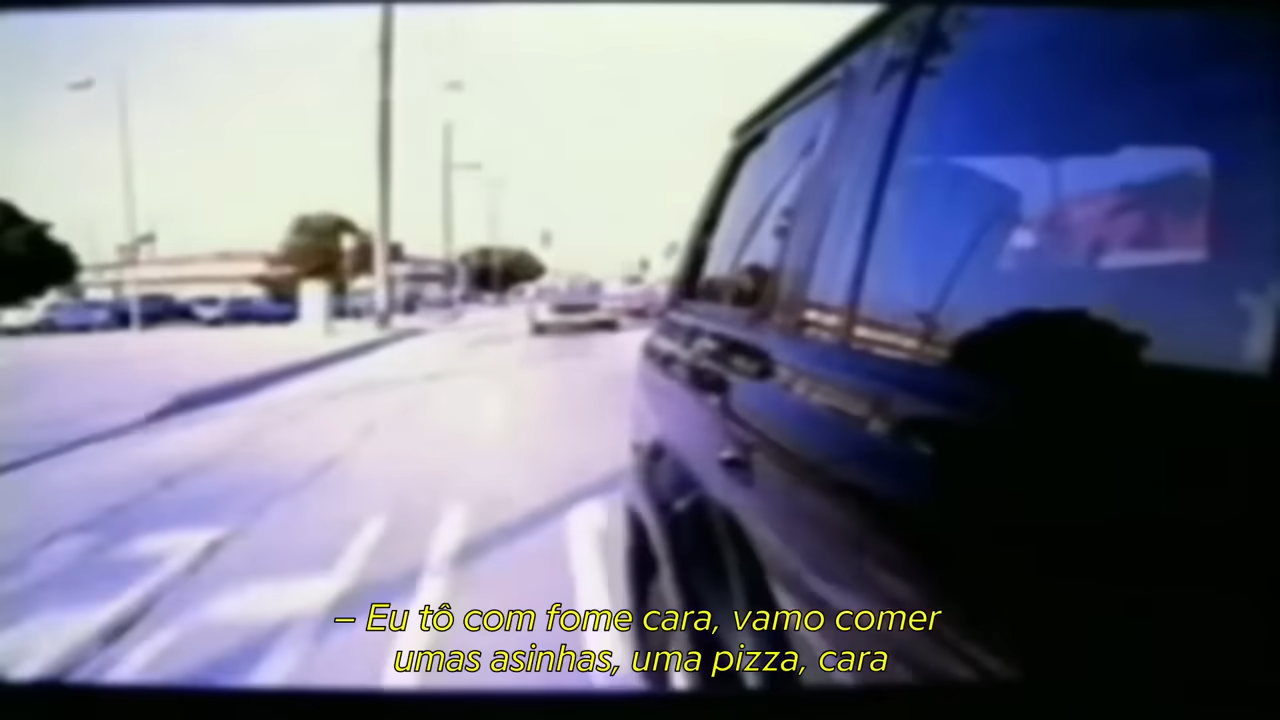 – Eu tô com fome cara, vamo comer
umas asinhas, uma pizza, cara